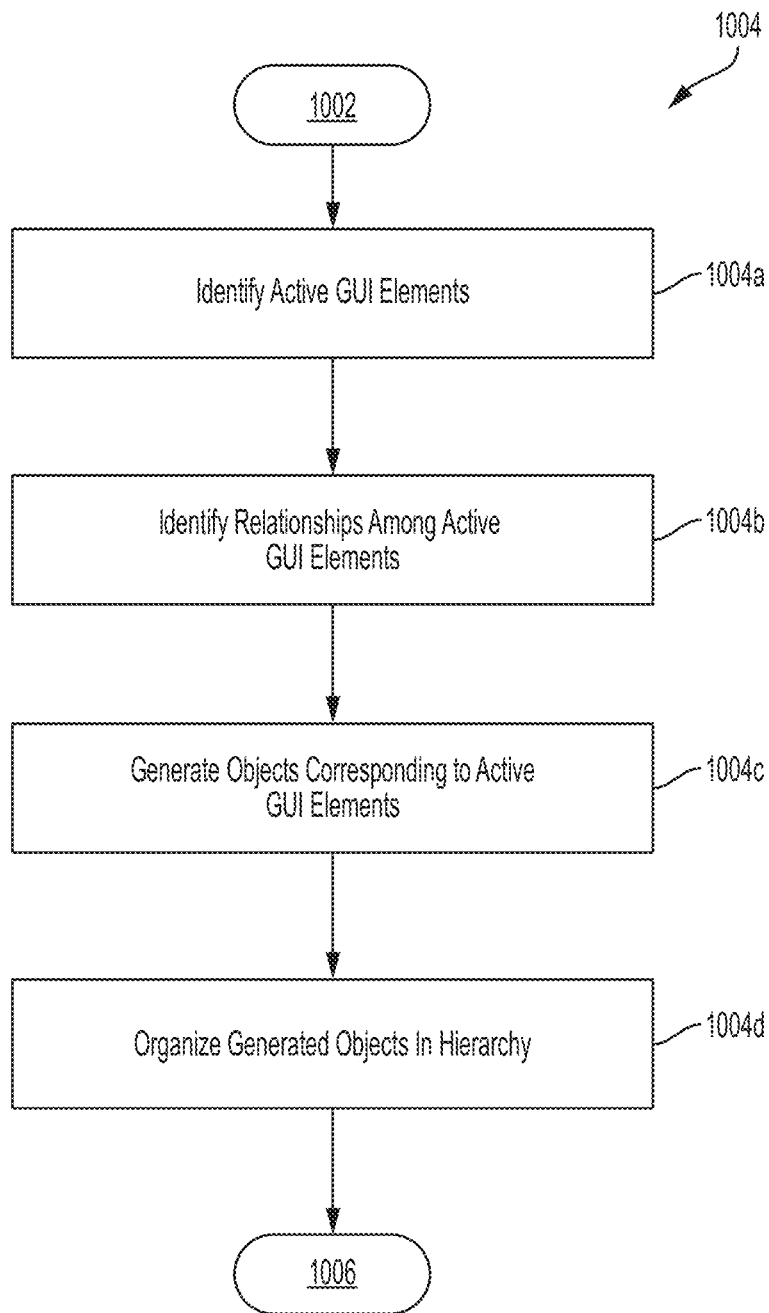 1004
1002
Identify Active GUI Elements
1004a
Identify Relationships Among Active
GUI Elements
1004b
Generate Objects Corresponding to Active
GUI Elements
1004c
Organize Generated Objects In Hierarchy
1004d
1006